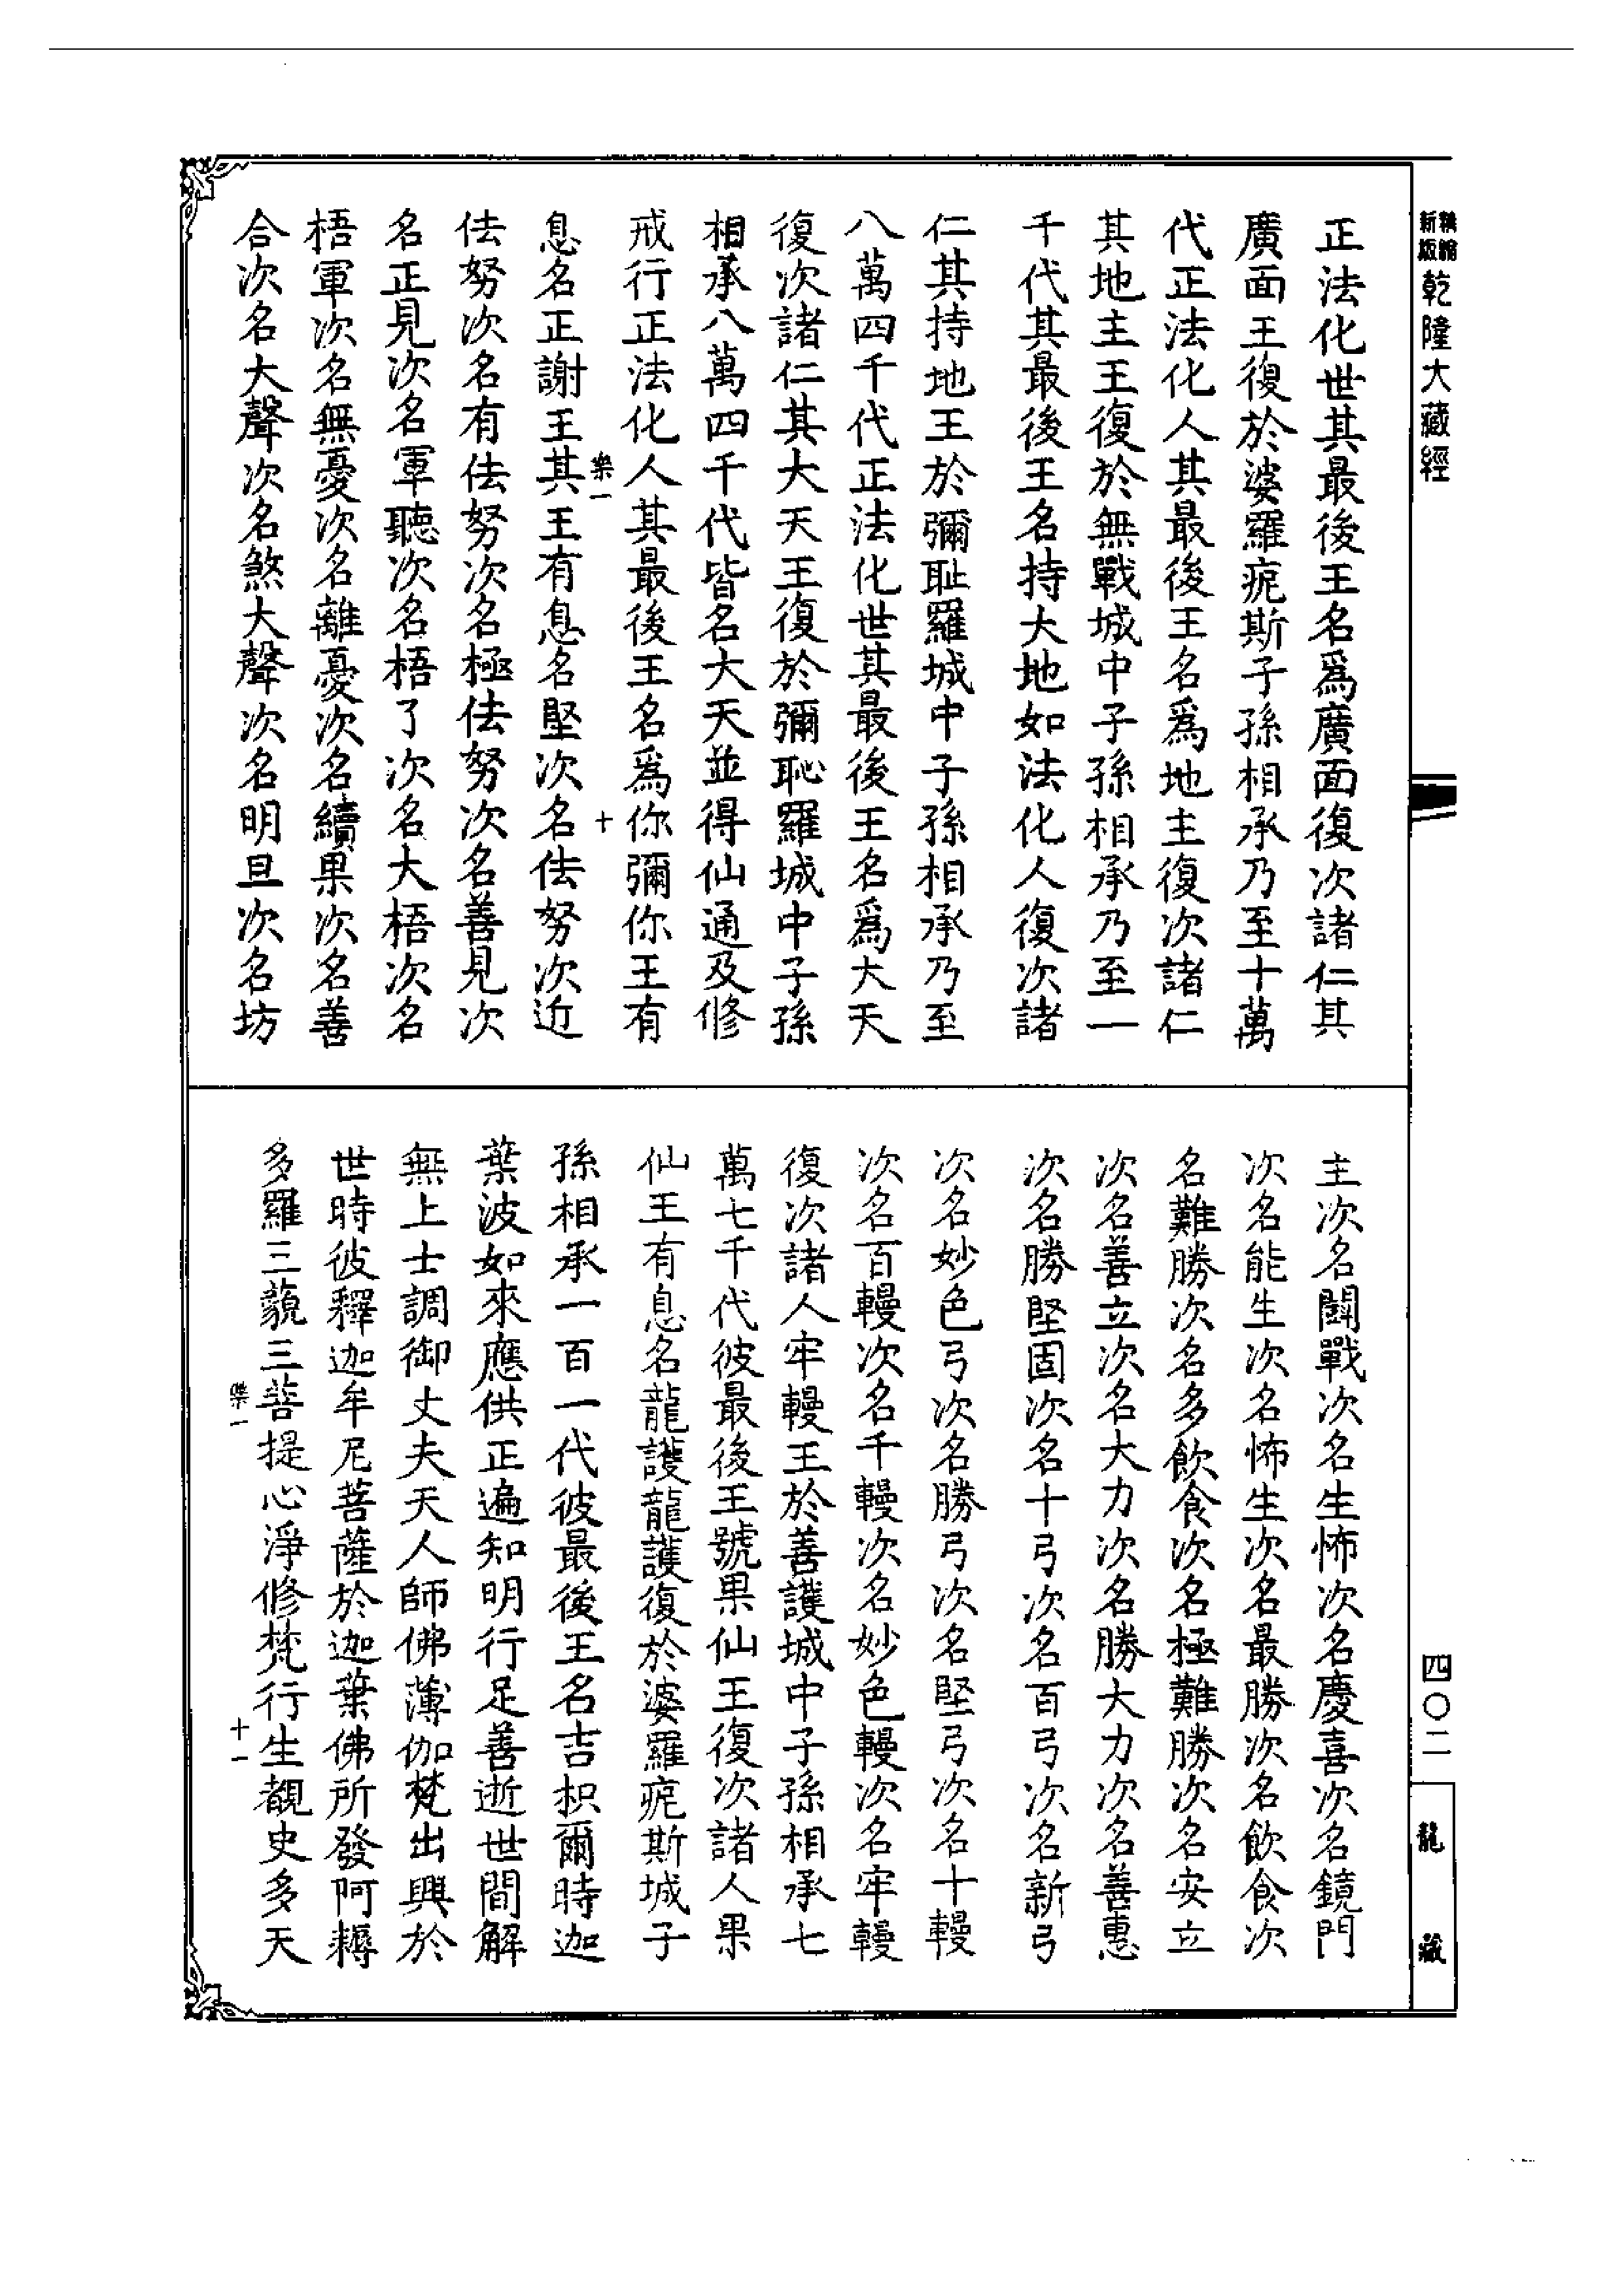 精縮新版乾隆大藏經
正法化世其最後王名爲廣面復次諸仁其
廣面王復於婆羅痆斯子孫相承乃至十萬
代正法化人其最後王名爲地主復次諸仁
其地主王復於無戰城中子孫相承乃至一
千代其最後王名持大地如法化人復次諸
仁其持地王於彌耻羅城中子孫相承乃至
八萬四千代正法化世其最後王名爲大天
復次諸仁其大天王復於彌恥羅城中子孫
相承八萬四千代皆名大天並得仙通及修
戒行正法化人其最後王名爲你彌你王有
樂一
十
息名正謝王其王有息名堅次名佉努次近
佉努次名有佉努次名極佉努次名善見次
名正見次名軍聽次名梧了次名大梧次名
梧軍次名無憂次名離憂次名續果次名善
合次名大聲次名煞大聲次名明旦次名坊
主次名鬪戰次名生怖次名慶喜次名鏡門
次名能生次名怖生次名最勝次名飲食次
名難勝次名多飲食次名極難勝次名安立
次名善立次名大力次名勝大力次名善惠
次名勝堅固次名十弓次名百弓次名新弓
次名妙色弓次名勝弓次名堅弓次名十輚
次名百輚次名千輚次名妙色輚次名牢輚
復次諸人牢輚王於善護城中子孫相承七
萬七千代彼最後王號果仙王復次諸人果
仙王有息名龍護龍護復於婆羅痆斯城子
孫相承一百一代彼最後王名吉枳爾時迦
葉波如來應供正遍知明行足善逝世間解
無上士調御丈夫天人師佛薄伽梵出興於
世時彼釋迦牟尼菩薩於迦葉佛所發阿耨
多羅三藐三菩提心淨修梵行生覩史多天
樂一
十一
四〇二
龍藏